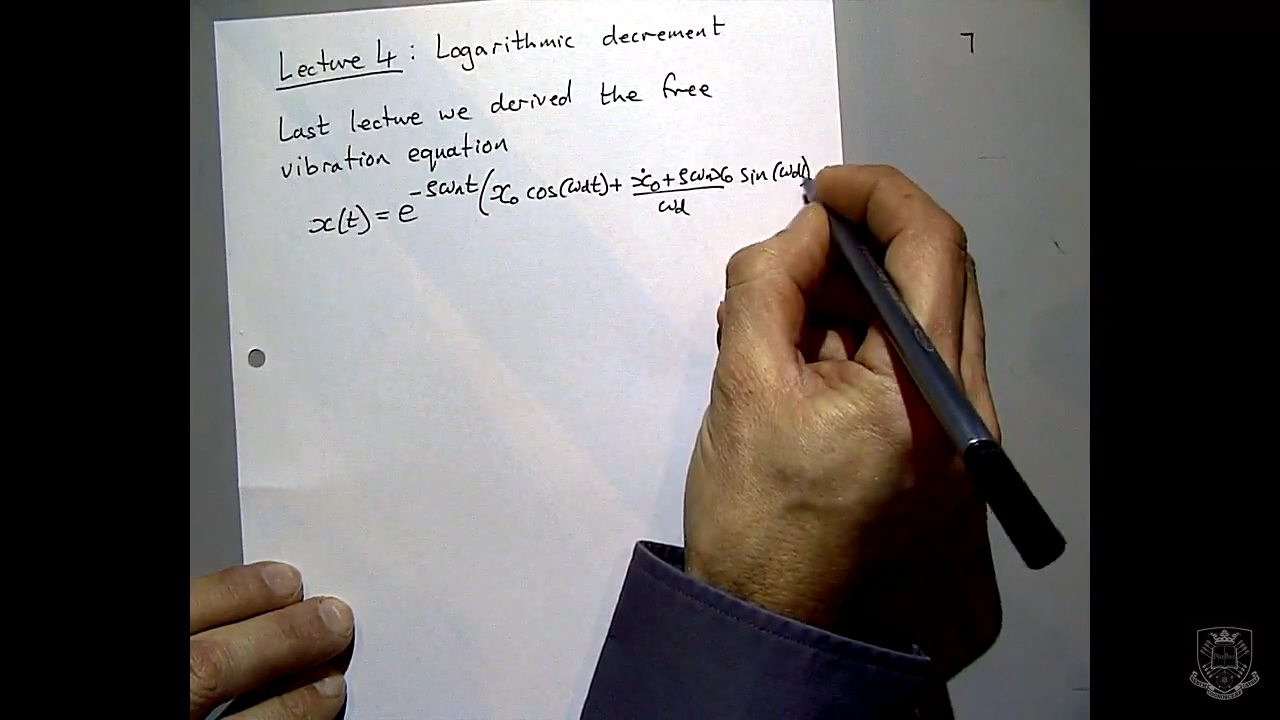 7
Lecture 4 : Logarithmic decrement
Last lecture we derived the free
vibration equation
x(t) = e^{-ζωnt} (x₀ cos(ωdt) + (ẋ₀ + ζωnx₀)/ωd sin(ωdt)